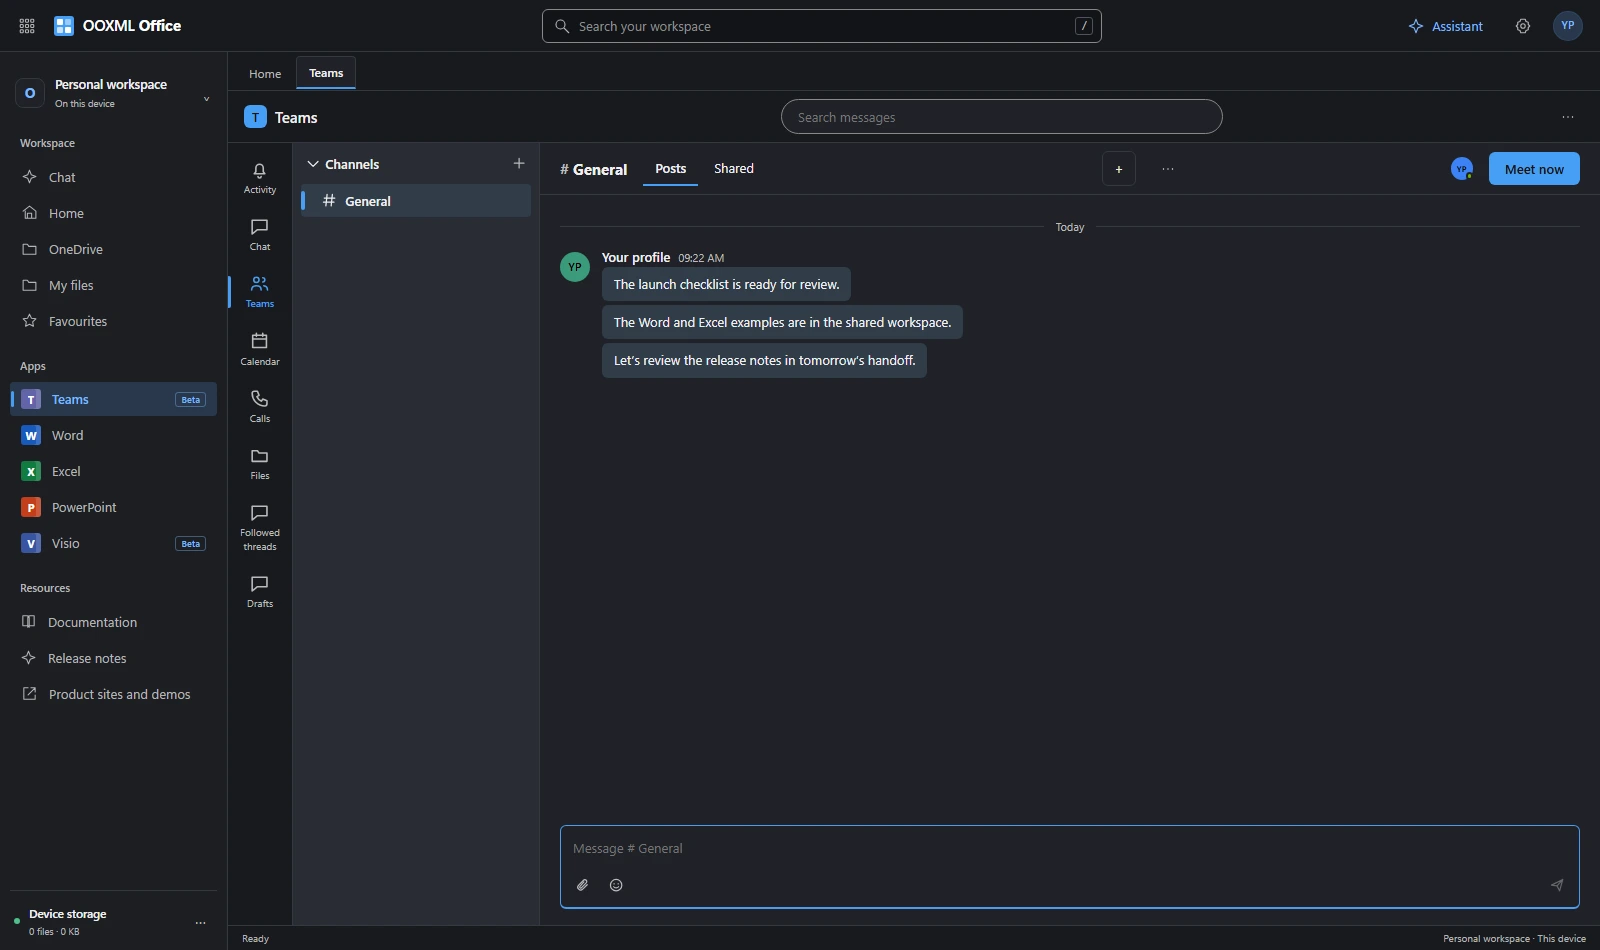 OOXML Office
Search your workspace
/
Assistant
YP
O
Personal workspace
On this device
Workspace
Chat
Home
OneDrive
My files
Favourites
Apps
T
Teams
Beta
W
Word
X
Excel
P
PowerPoint
V
Visio
Beta
Resources
Documentation
Release notes
Product sites and demos
Device storage
0 files · 0 KB
...
Home
Teams
T
Teams
Search messages
...
Activity
Chat
Teams
Calendar
Calls
Files
Followed
threads
Drafts
Channels
+
# General
# General
Posts
Shared
+
...
YP
Meet now
Today
YP
Your profile 09:22 AM
The launch checklist is ready for review.
The Word and Excel examples are in the shared workspace.
Let's review the release notes in tomorrow's handoff.
Message # General
Ready
Personal workspace · This device